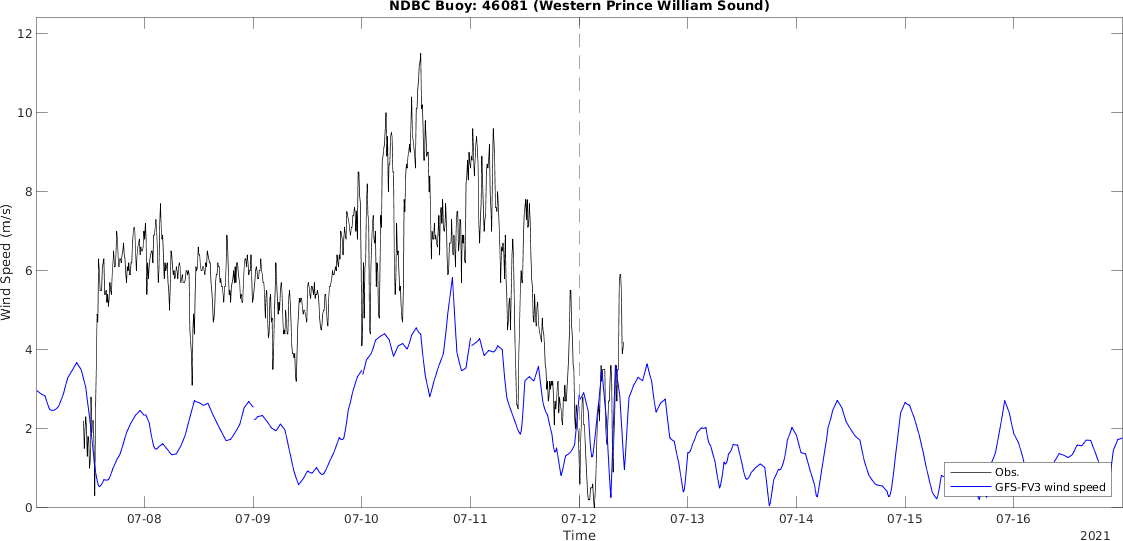 NDBC Buoy: 46081 (Western Prince William Sound)
12
10
8
6
4
2
0
Wind Speed (m/s)
Obs.
GFS-FV3 wind speed
07-08 07-09 07-10 07-11 07-12 07-13 07-14 07-15 07-16
Time
2021